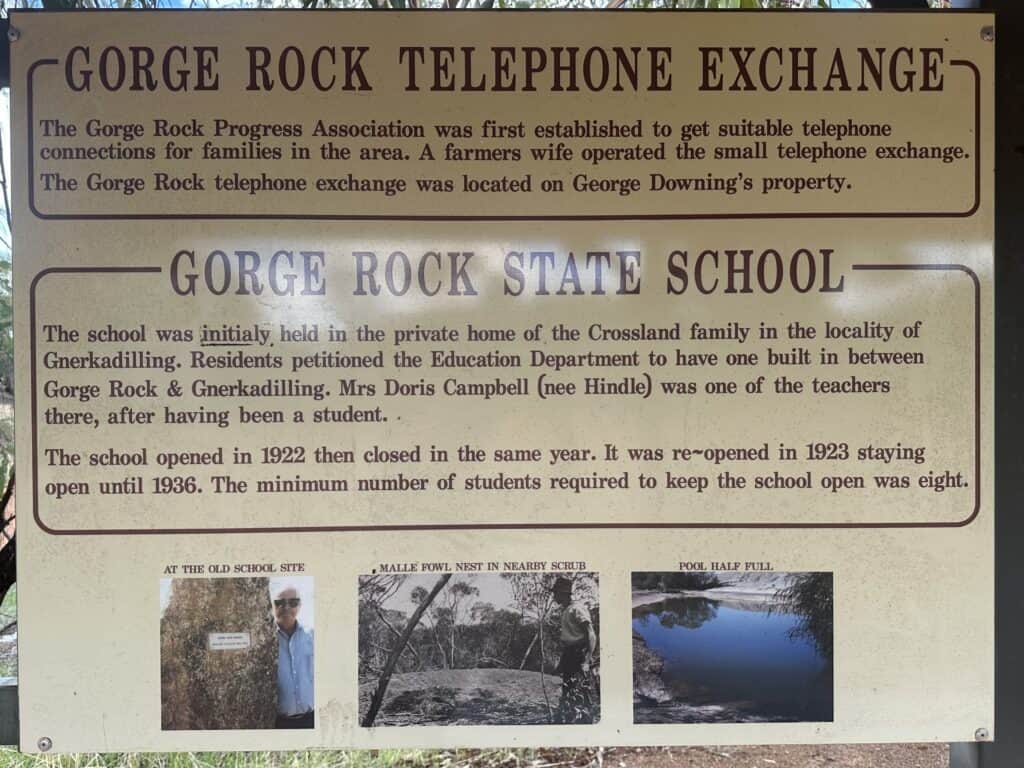 GORGE ROCK TELEPHONE EXCHANGE
The Gorge Rock Progress Association was first established to get suitable telephone
connections for families in the area. A farmers wife operated the small telephone exchange.
The Gorge Rock telephone exchange was located on George Downing's property.
GORGE ROCK STATE SCHOOL
The school was initialy held in the private home of the Crossland family in the locality of
Gnerkadilling. Residents petitioned the Education Department to have one built in between
Gorge Rock & Gnerkadilling. Mrs Doris Campbell (nee Hindle) was one of the teachers
there, after having been a student.
The school opened in 1922 then closed in the same year. It was re~opened in 1923 staying
open until 1936. The minimum number of students required to keep the school open was eight.
AT THE OLD SCHOOL SITE
MALLE FOWL NEST IN NEARBY SCRUB
POOL HALF FULL